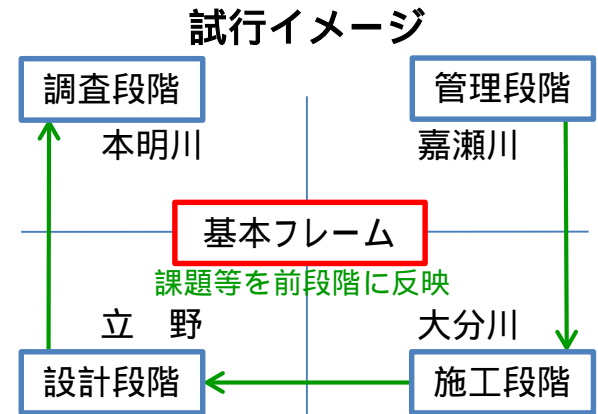 試行イメージ
調査段階
管理段階
本明川
嘉瀬川
基本フレーム
課題等を前段階に反映
立　野
大分川
設計段階
施工段階